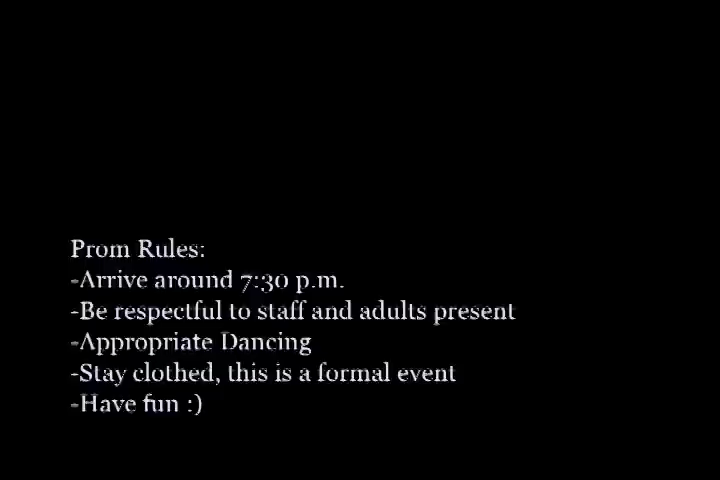 Prom Rules:
-Arrive around 7:30 p.m.
-Be respectful to staff and adults present
-Appropriate Dancing
-Stay clothed, this is a formal event
-Have fun :)